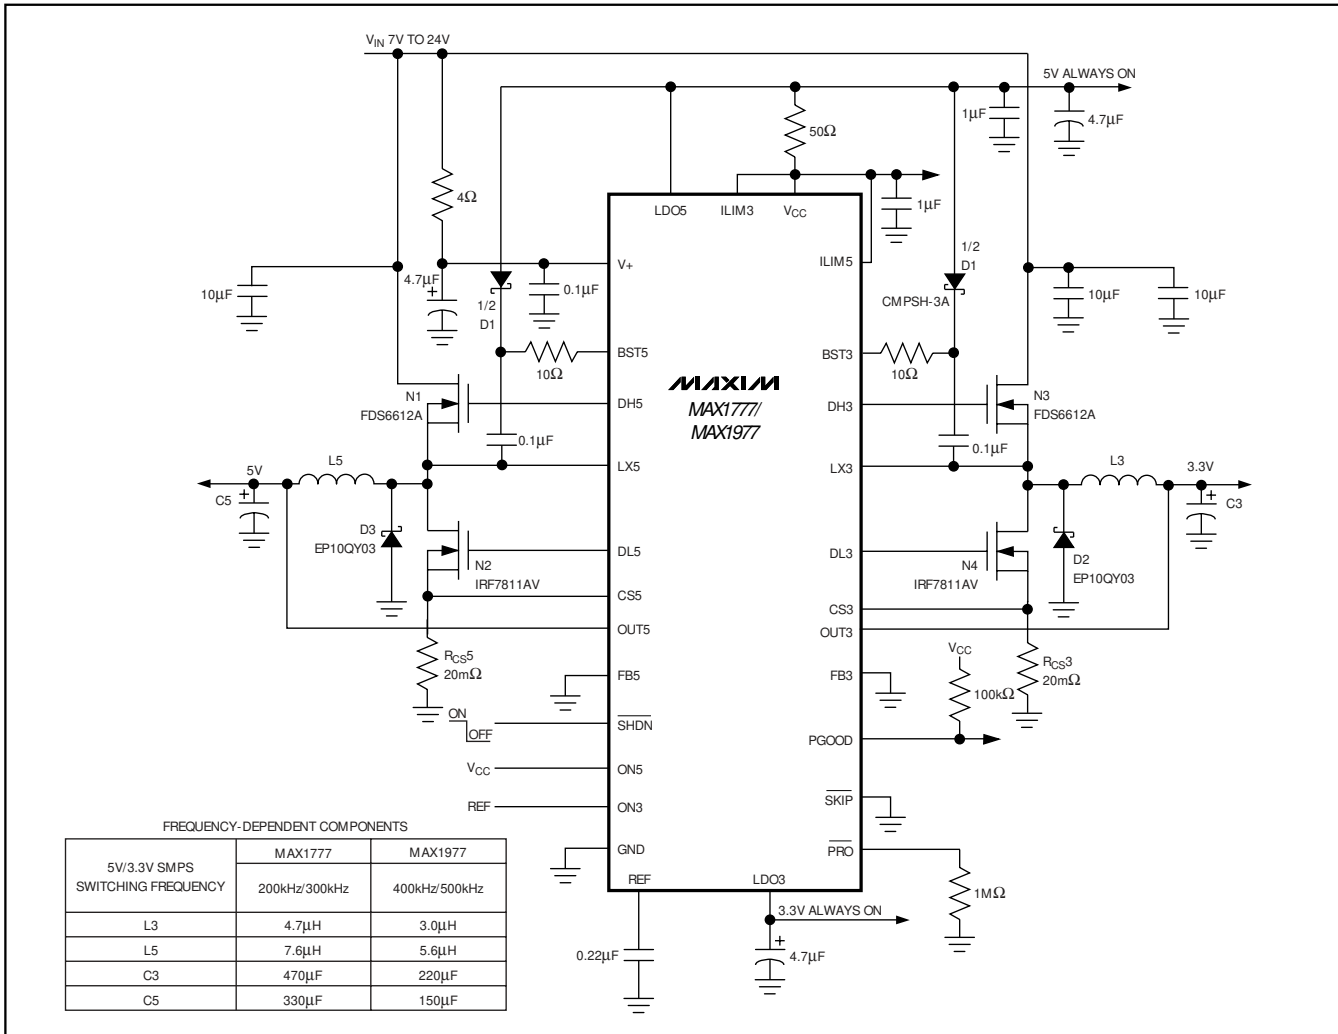 VIN 7V TO 24V
5V ALWAYS ON
1µF
4.7µF
50Ω
4Ω
LDO5
ILIM3
VCC
1µF
V+
ILIM5
1/2
D1
CMPSH-3A
10µF
4.7µF
+
1/2
D1
0.1µF
10µF
10µF
BST5
10Ω
BST3
10Ω
MAXIM
MAX1777/
MAX1977
N1
FDS6612A
DH5
DH3
N3
FDS6612A
0.1µF
0.1µF
5V
L5
LX5
LX3
L3
3.3V
C5
+
+
C3
D3
EP10QY03
N2
IRF7811AV
DL5
DL3
N4
IRF7811AV
D2
EP10QY03
CS5
CS3
OUT5
OUT3
RCS5
20mΩ
VCC
RCS3
20mΩ
FB5
FB3
100kΩ
ON
OFF
SHDN
PGOOD
VCC
ON5
REF
ON3
SKIP
GND
PRO
REF
LDO3
1MΩ
3.3V ALWAYS ON
0.22µF
+
4.7µF
FREQUENCY-DEPENDENT COMPONENTS
5V/3.3V SMPS
SWITCHING FREQUENCY
MAX1777
MAX1977
200kHz/300kHz
400kHz/500kHz
L3
4.7µH
3.0µH
L5
7.6µH
5.6µH
C3
470µF
220µF
C5
330µF
150µF